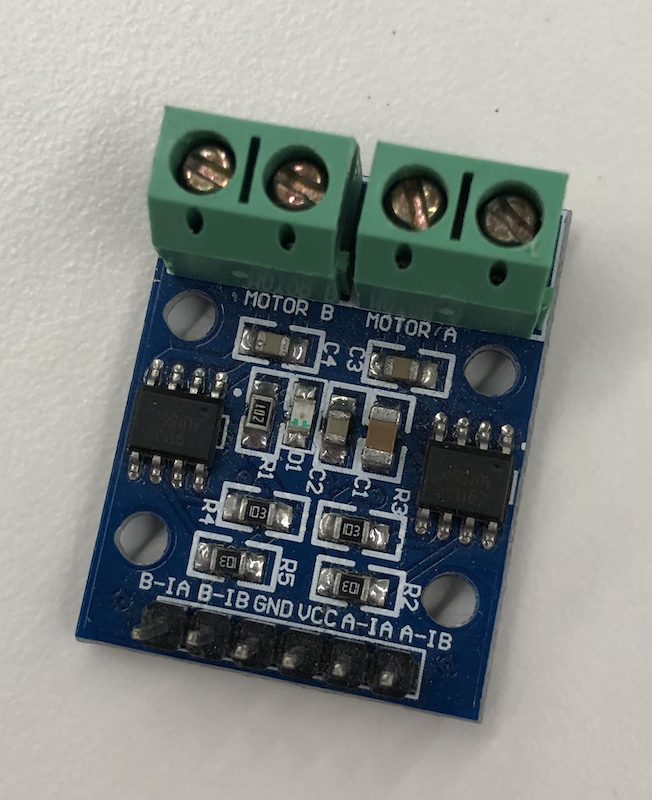 MOTOR B
MOTOR A
C4
C3
102
R1
D1
C2
C1
R3
R4
103
103
103
R5
103
R2
B-IA B-IB GND VCC A-IA A-IB